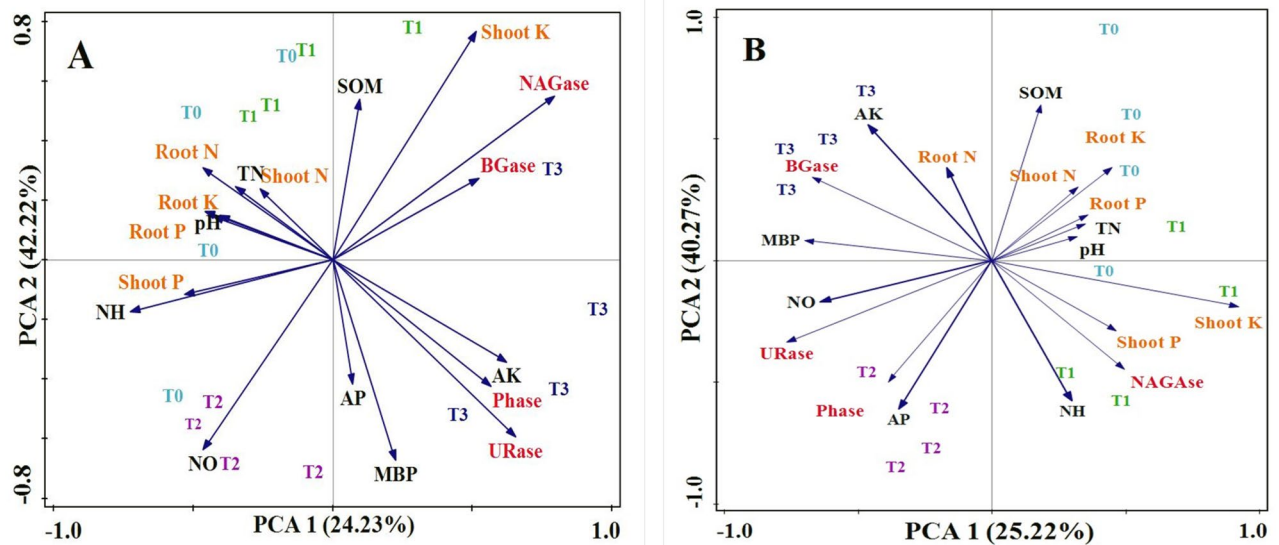 A
0.8
-0.8
PCA 2 (42.22%)
T1
Shoot K
T0
T1
SOM
NAGase
T0
T1
T1
Root N
TN
Shoot N
BGase
T3
Root K
pH
Root P
T0
Shoot P
NH
T3
AK
T3
AP
Phase
T0
T2
T3
T2
URase
NO
T2
T2
MBP
-1.0
PCA 1 (24.23%)
1.0
B
1.0
-1.0
PCA 2 (40.27%)
T0
T3
SOM
AK
T0
T3
Root K
T3
Root N
BGase
Shoot N
T0
T3
Root P
T1
TN
MBP
pH
T0
NO
T1
Shoot K
URase
Shoot P
T2
T1
NAGAse
T1
Phase
T2
NH
AP
T2
T2
-1.0
PCA 1 (25.22%)
1.0